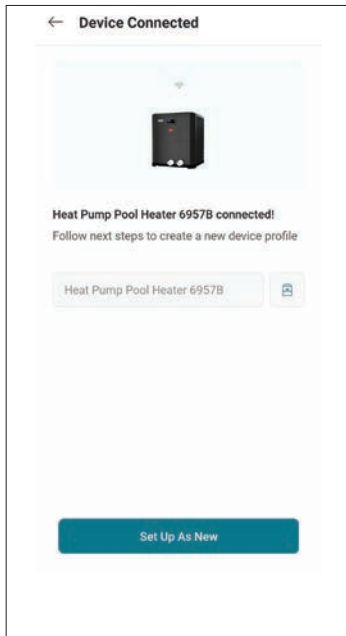 Device Connected
Heat Pump Pool Heater 6957B connected!
Follow next steps to create a new device profile
Heat Pump Pool Heater 6957B
Set Up As New